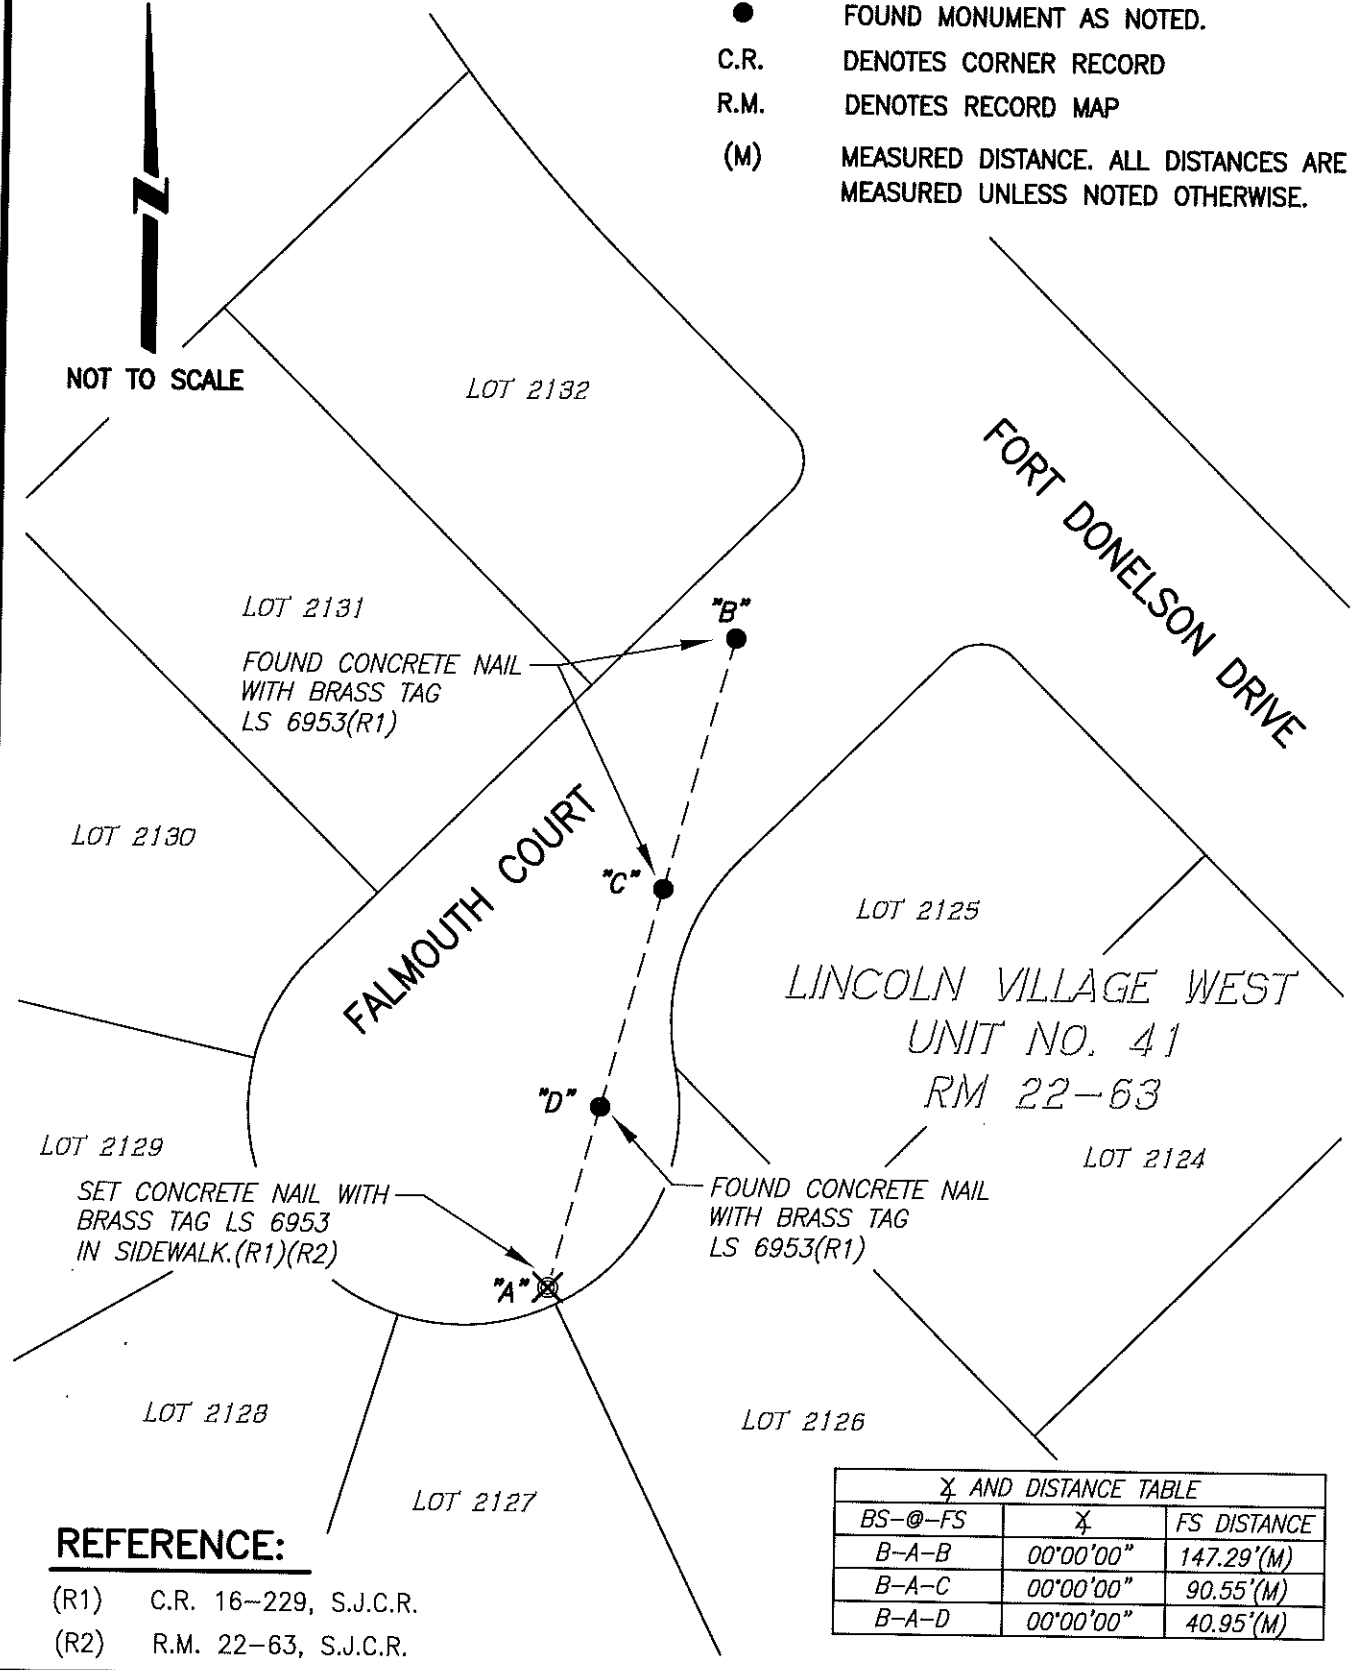 ● FOUND MONUMENT AS NOTED.
C.R. DENOTES CORNER RECORD
R.M. DENOTES RECORD MAP
(M) MEASURED DISTANCE. ALL DISTANCES ARE
MEASURED UNLESS NOTED OTHERWISE.
N
NOT TO SCALE
LOT 2132
FORT DONELSON DRIVE
LOT 2131
"B"
FOUND CONCRETE NAIL
WITH BRASS TAG
LS 6953(R1)
LOT 2130
FALMOUTH COURT
"C"
LOT 2125
LINCOLN VILLAGE WEST
UNIT NO. 41
RM 22-63
"D"
LOT 2129
LOT 2124
SET CONCRETE NAIL WITH
BRASS TAG LS 6953
IN SIDEWALK.(R1)(R2)
FOUND CONCRETE NAIL
WITH BRASS TAG
LS 6953(R1)
"A"
LOT 2128
LOT 2126
LOT 2127
∡ AND DISTANCE TABLE
BS-@-FS ∡ FS DISTANCE
B-A-B 00°00'00" 147.29'(M)
B-A-C 00°00'00" 90.55'(M)
B-A-D 00°00'00" 40.95'(M)
REFERENCE:
(R1) C.R. 16-229, S.J.C.R.
(R2) R.M. 22-63, S.J.C.R.